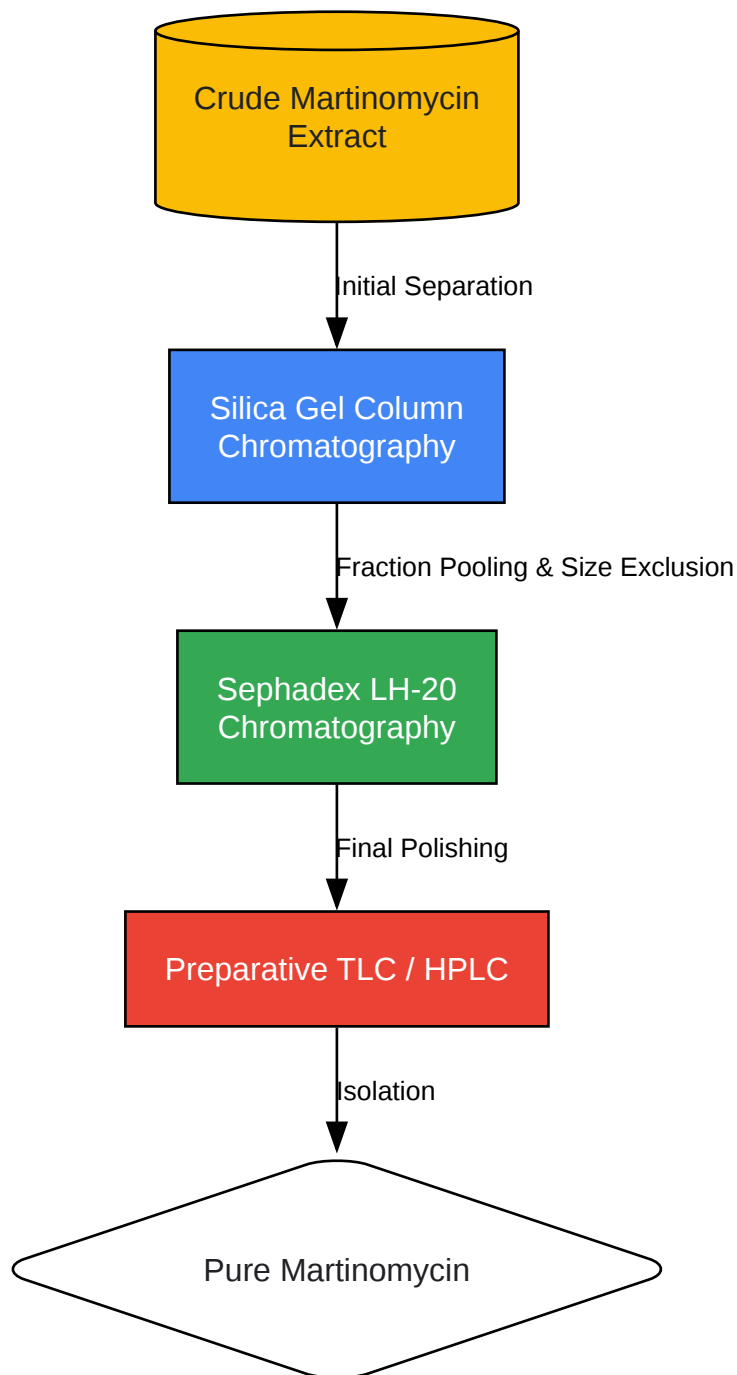 Crude Martinomycin
Extract
Initial Separation
Silica Gel Column
Chromatography
Fraction Pooling & Size Exclusion
Sephadex LH-20
Chromatography
Final Polishing
Preparative TLC / HPLC
Isolation
Pure Martinomycin